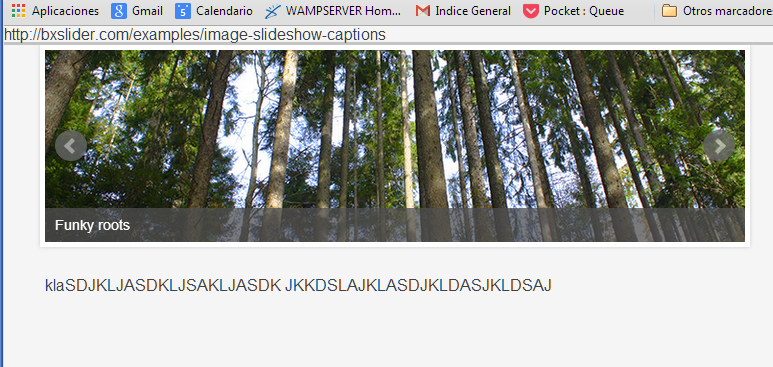 Aplicaciones Gmail Calendario WAMPSERVER Hom... Indice General Pocket : Queue Otros marcadore
http://bxslider.com/examples/image-slideshow-captions
Funky roots
klaSDJKLJASDKLJSAKLJASDK JKKDSLAJKLASDJKLDASJKLDSAJ